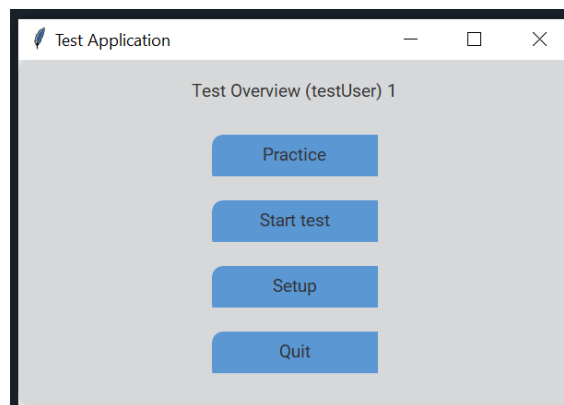 Test Application
Test Overview (testUser) 1
Practice
Start test
Setup
Quit